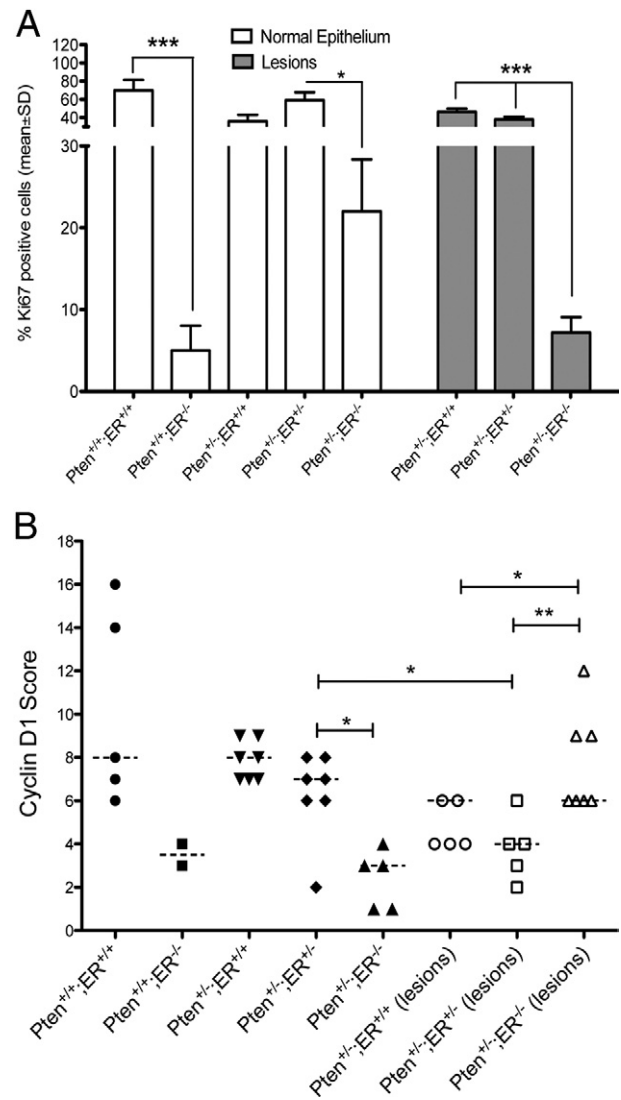 A
% Ki67 positive cells (mean±SD)
120
100
80
60
40
30
20
10
0
Normal Epithelium
Lesions
***
*
***
Pten+/+;ER+/+
Pten+/+;ER-/-
Pten+/-;ER+/+
Pten+/-;ER+/-
Pten+/-;ER-/-
Pten+/-;ER+/+
Pten+/-;ER+/-
Pten+/-;ER-/-
B
Cyclin D1 Score
18
16
14
12
10
8
6
4
2
0
*
**
*
*
Pten+/+;ER+/+
Pten+/+;ER-/-
Pten+/-;ER+/+
Pten+/-;ER+/-
Pten+/-;ER-/-
Pten+/-;ER+/+ (lesions)
Pten+/-;ER+/- (lesions)
Pten+/-;ER-/- (lesions)